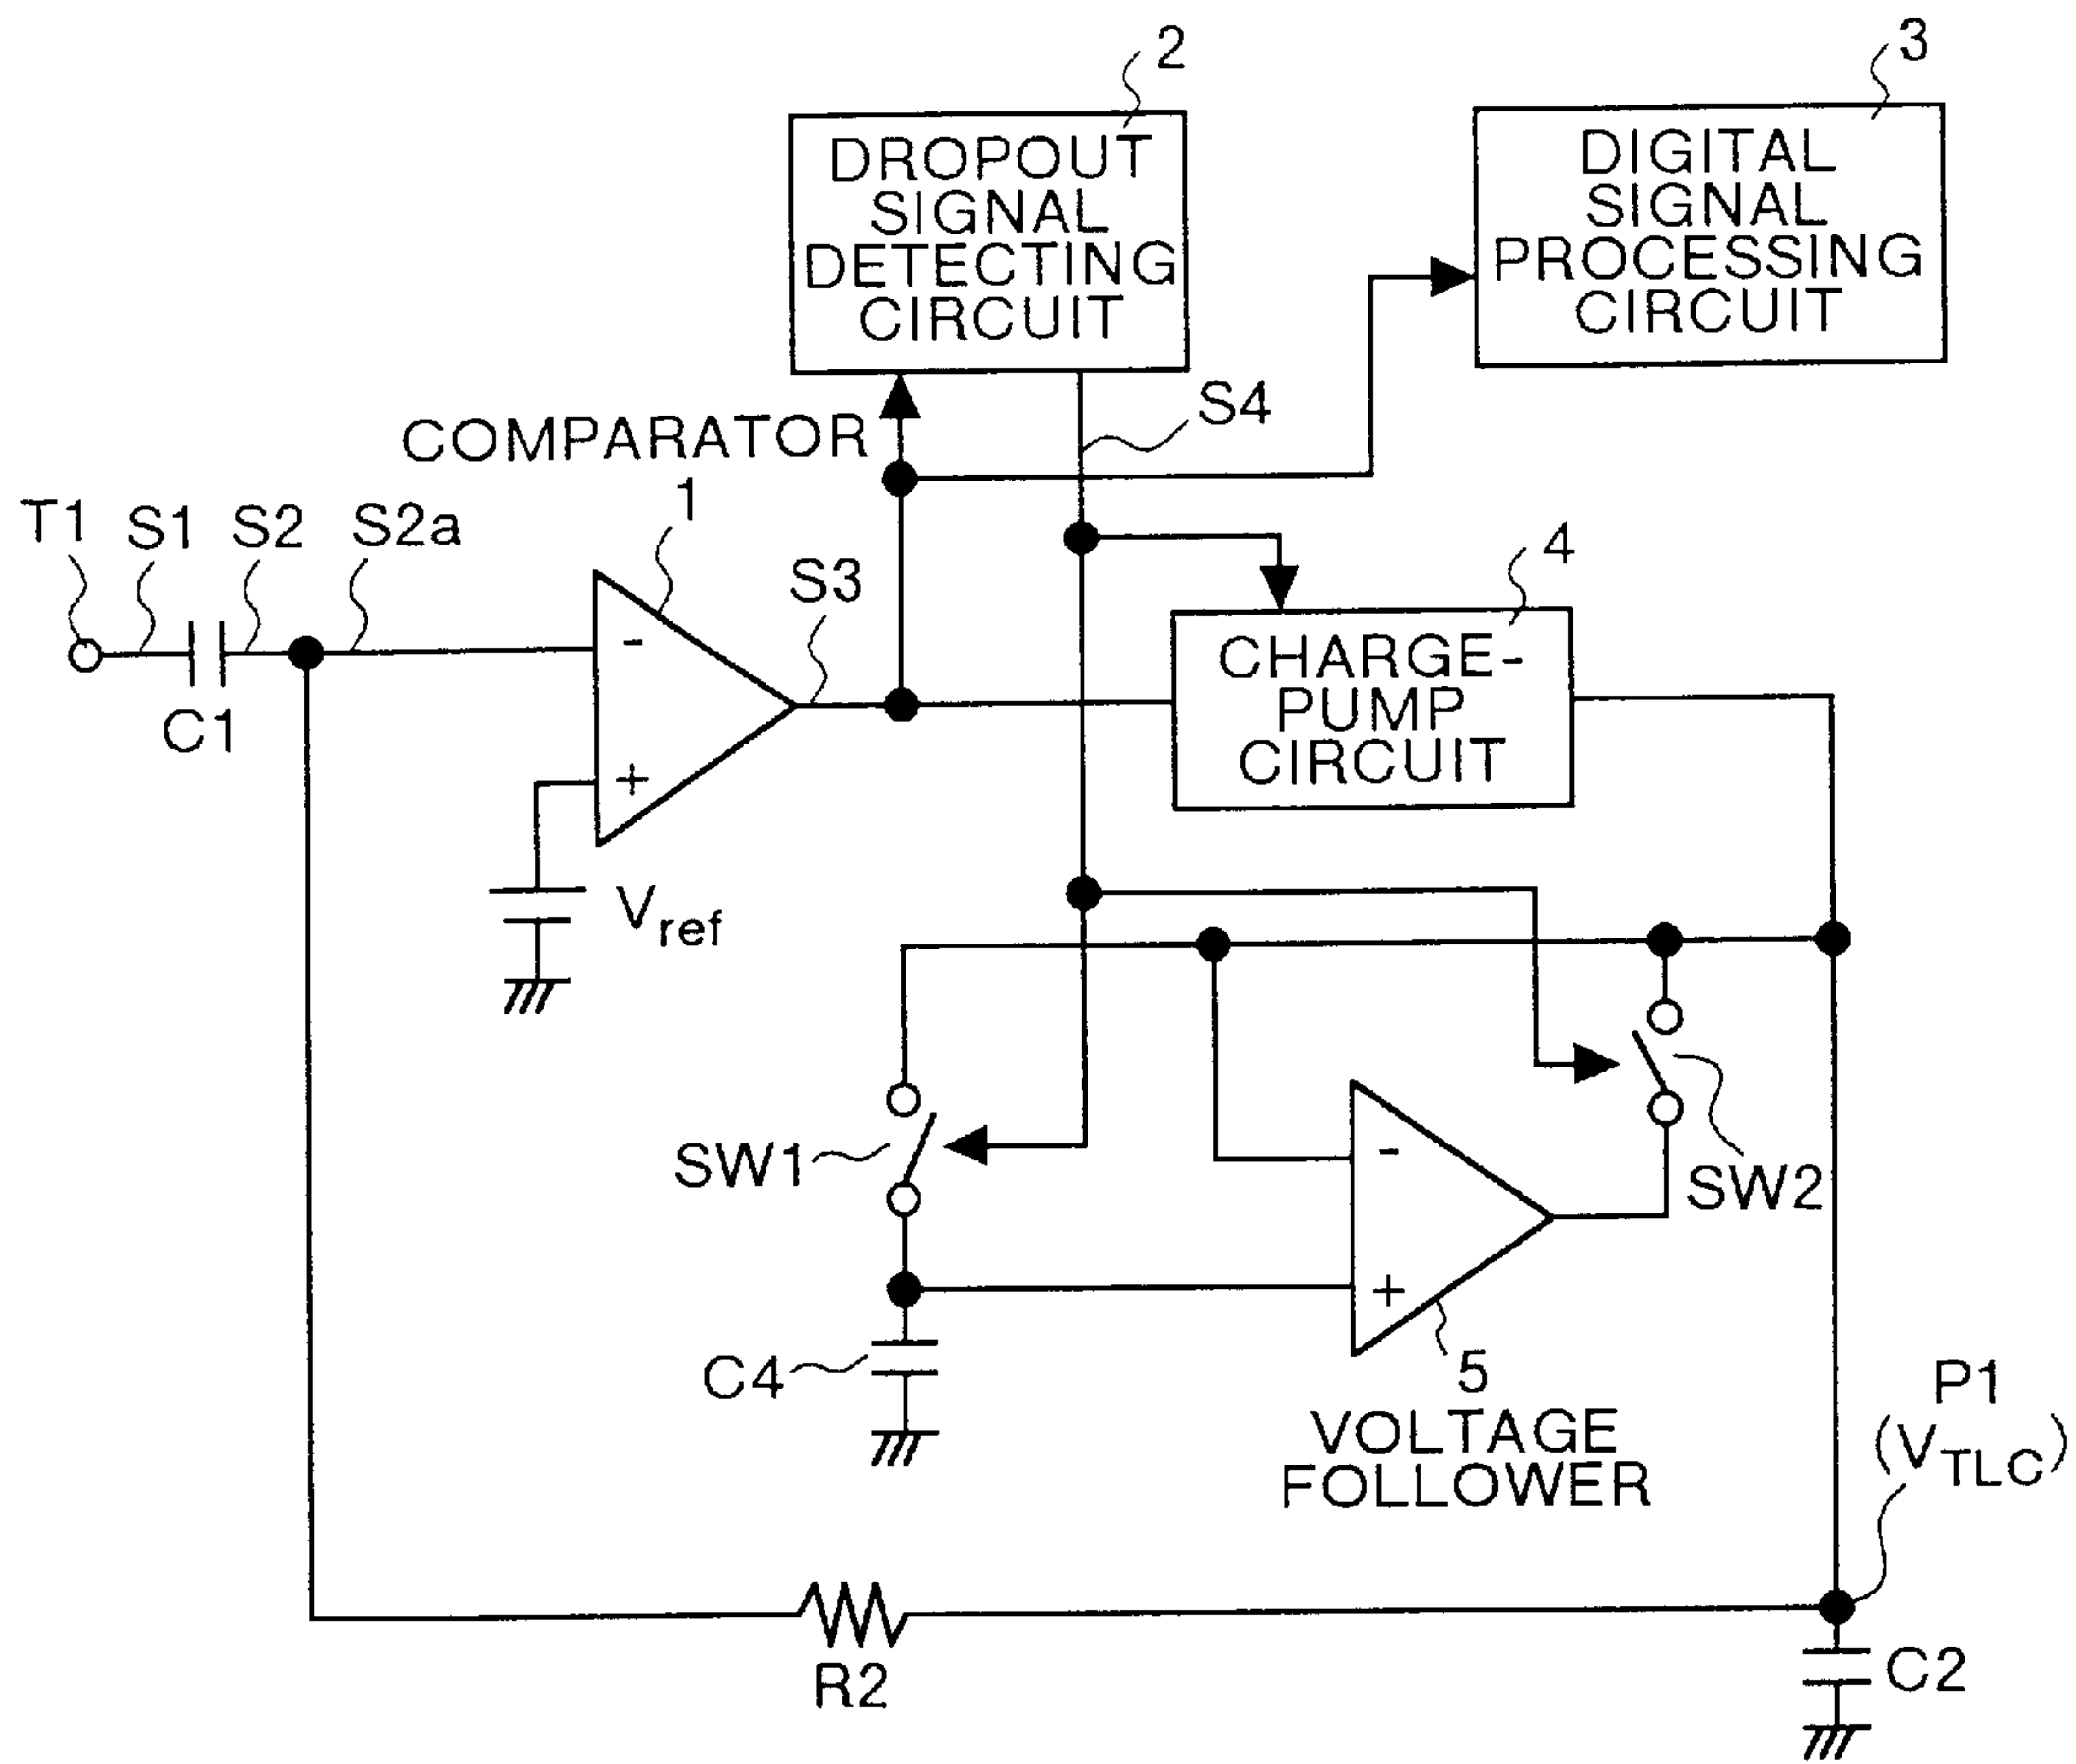 2
3
DROPOUT
SIGNAL
DETECTING
CIRCUIT
DIGITAL
SIGNAL
PROCESSING
CIRCUIT
S4
COMPARATOR
1
T1 S1 S2 S2a
S3
4
-
C1
+
CHARGE-
PUMP
CIRCUIT
Vref
SW1
-
SW2
+
C4
5
VOLTAGE
FOLLOWER
P1
(VTLC)
R2
C2